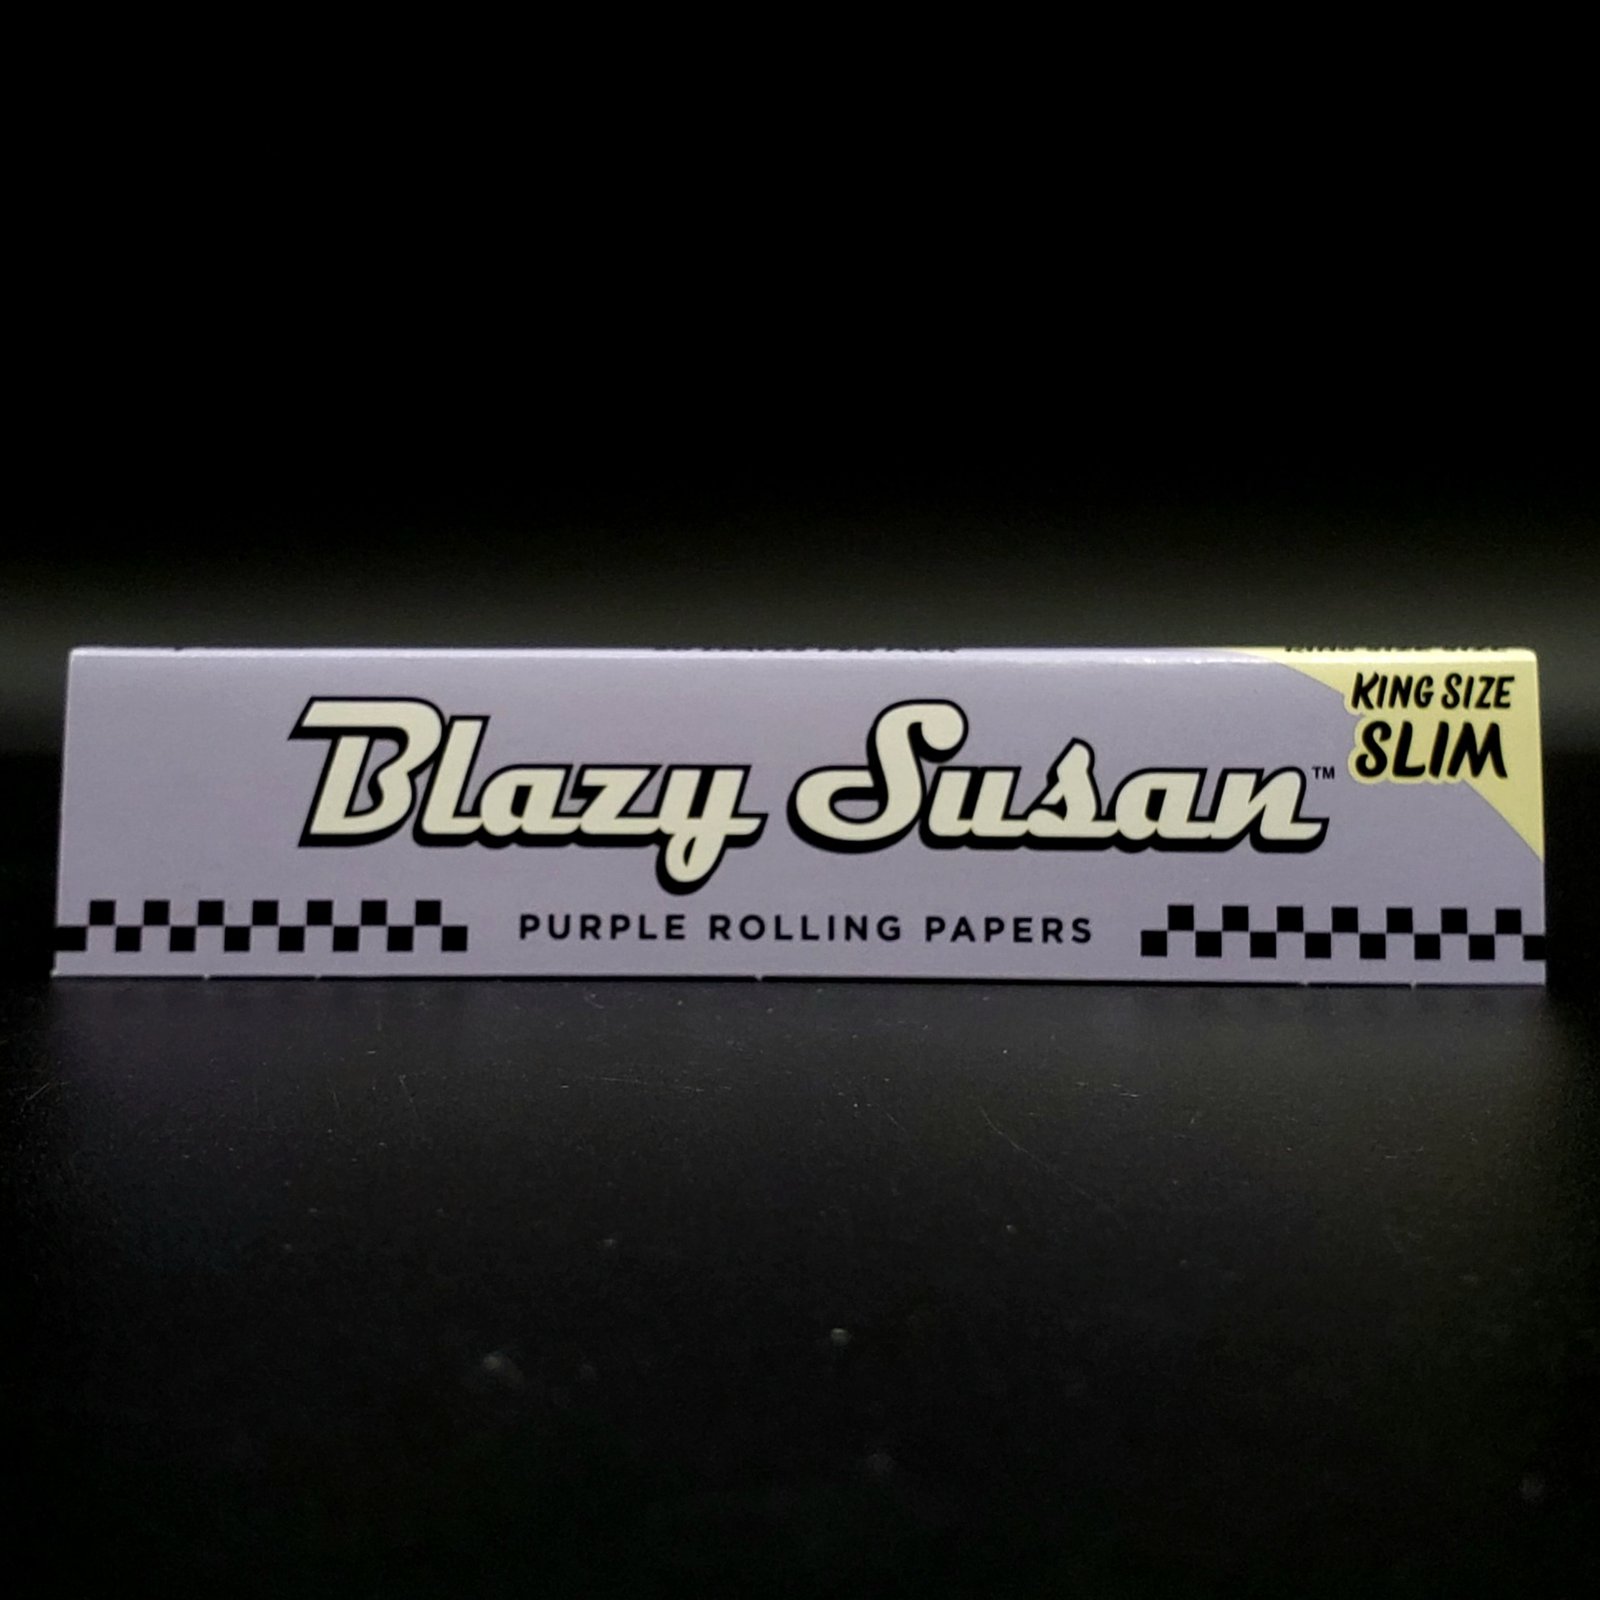 KING SIZE
SLIM
Blazy Susan™
PURPLE ROLLING PAPERS